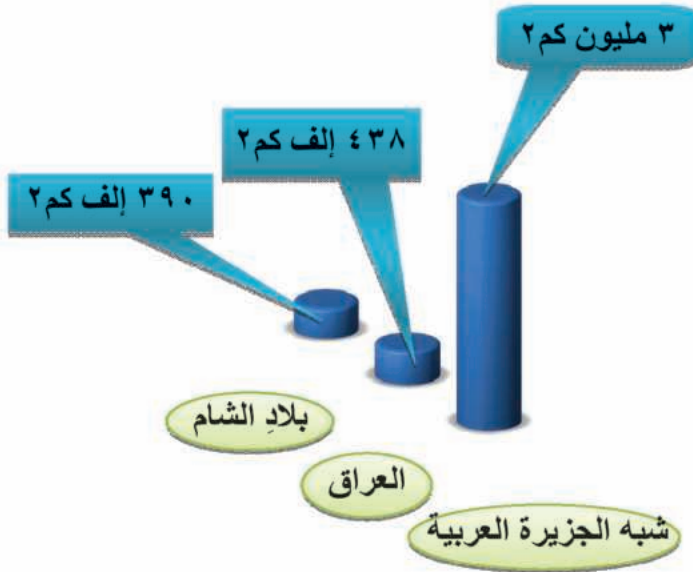 ٣ مليون كم٢
٤٣٨ إلف كم٢
٣٩٠ إلف كم٢
بلادِ الشام
العراق
شبه الجزيرة العربية